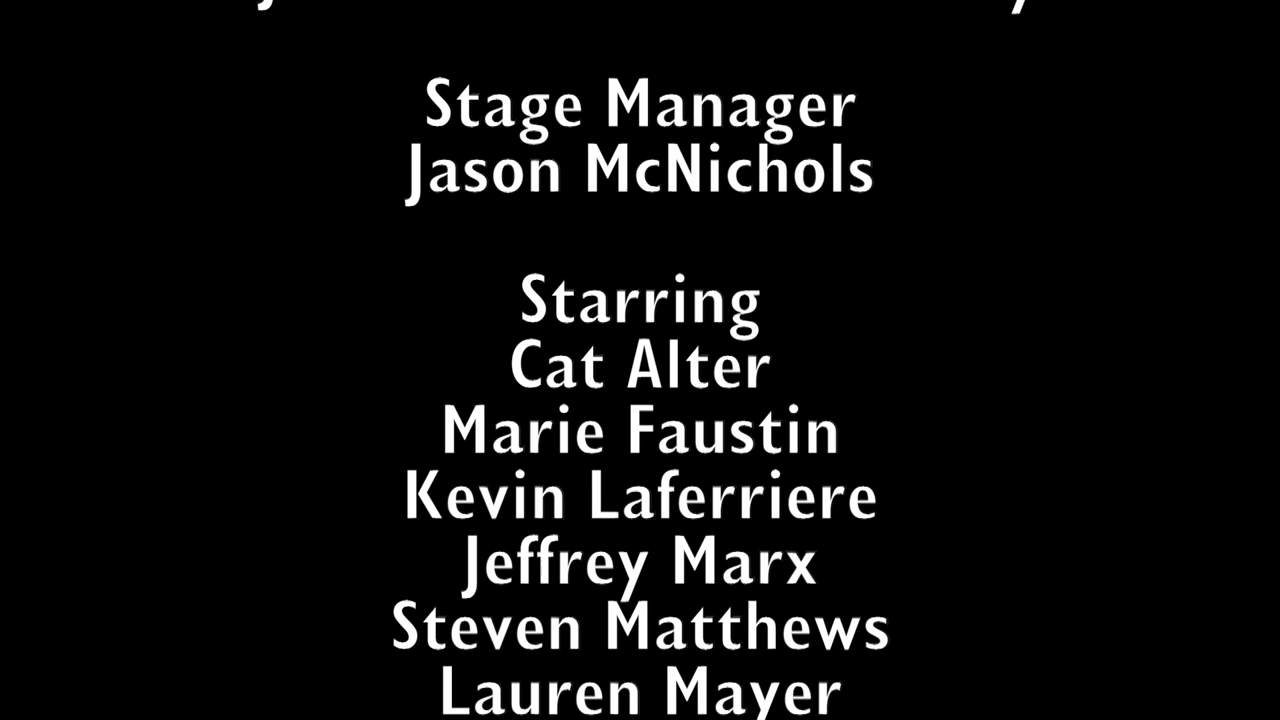 Stage Manager
Jason McNichols
Starring
Cat Alter
Marie Faustin
Kevin Laferriere
Jeffrey Marx
Steven Matthews
Lauren Mayer